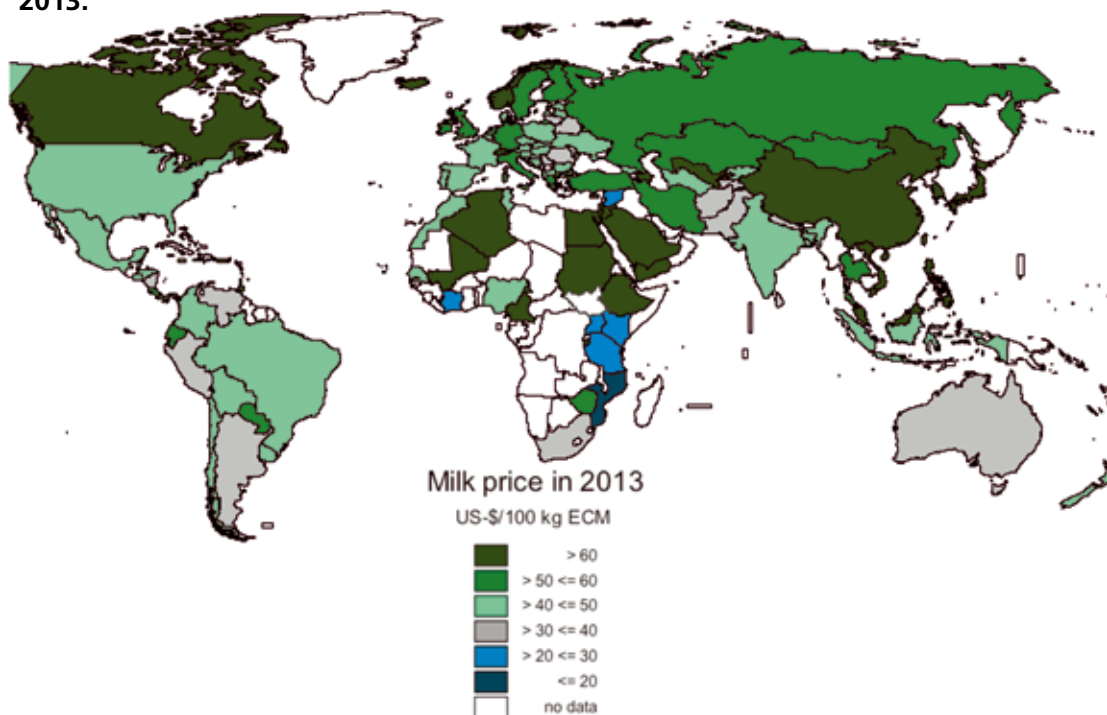 2013.
Milk price in 2013
US-$/100 kg ECM
> 60
> 50 <= 60
> 40 <= 50
> 30 <= 40
> 20 <= 30
<= 20
no data